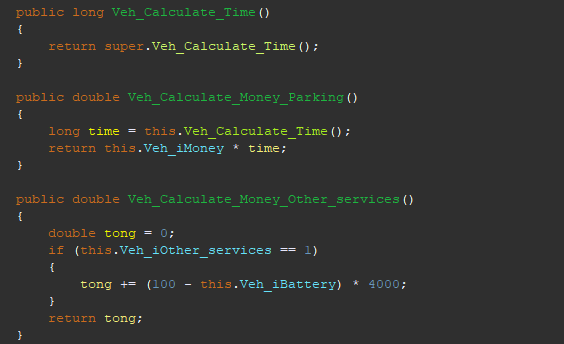 public long Veh_Calculate_Time()
{
return super.Veh_Calculate_Time();
}
public double Veh_Calculate_Money_Parking()
{
long time = this.Veh_Calculate_Time();
return this.Veh_iMoney * time;
}
public double Veh_Calculate_Money_Other_services()
{
double tong = 0;
if (this.Veh_iOther_services == 1)
{
tong += (100 - this.Veh_iBattery) * 4000;
}
return tong;
}